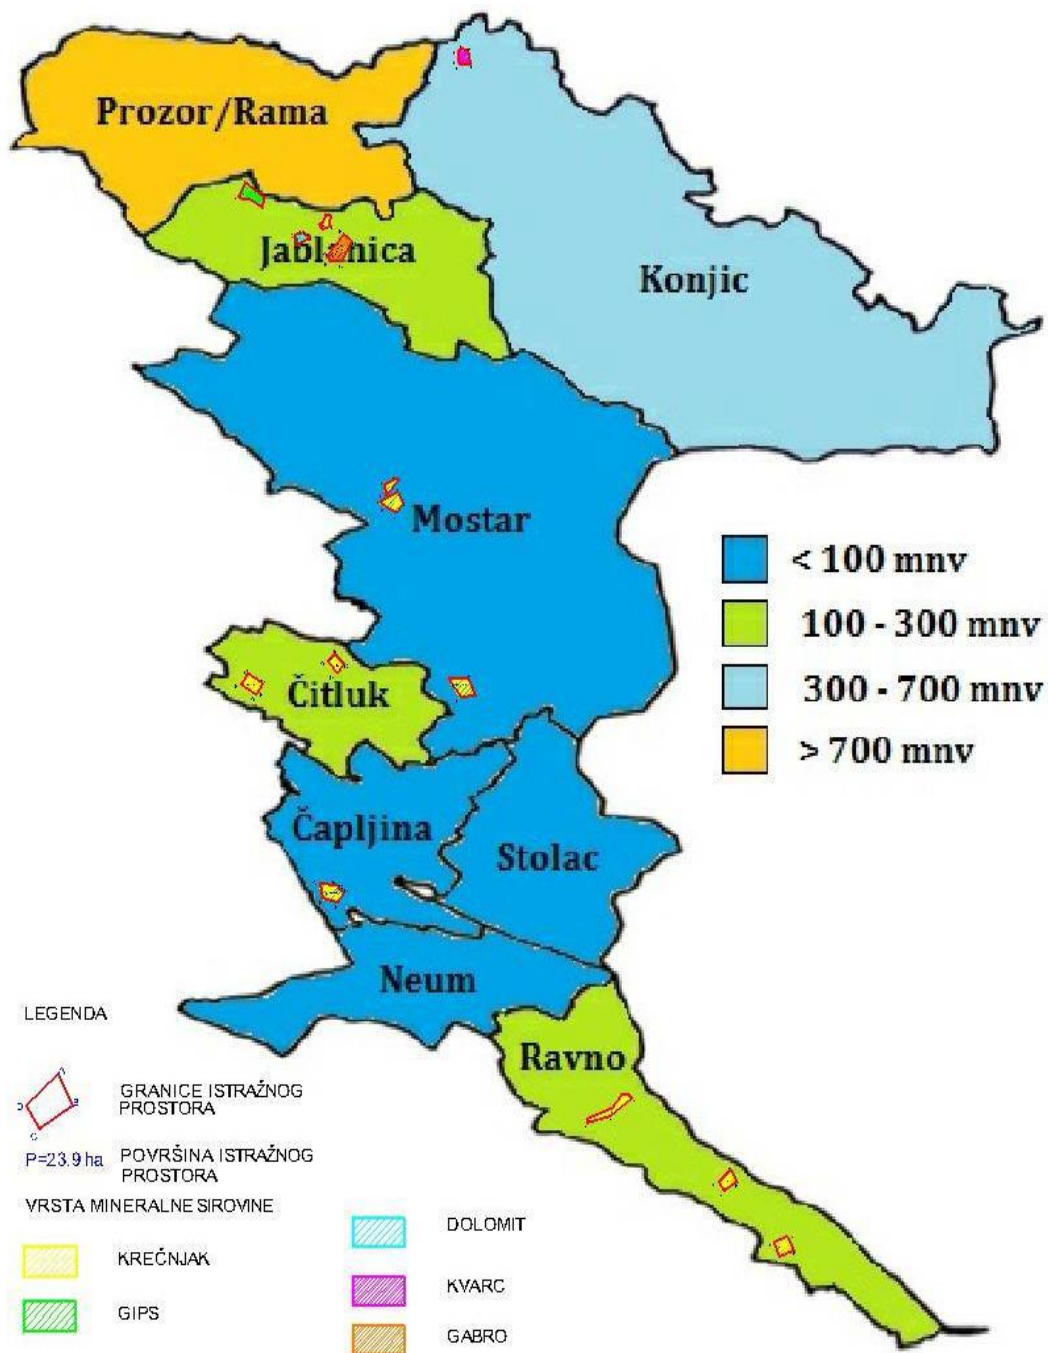 Prozor/Rama
Jablanica
Konjic
Mostar
< 100 mnv
100 - 300 mnv
300 - 700 mnv
> 700 mnv
Čitluk
Čapljina
Stolac
Neum
Ravno
LEGENDA
A
B
C
D
GRANICE ISTRAŽNOG
PROSTORA
P=23.9 ha
POVRŠINA ISTRAŽNOG
PROSTORA
VRSTA MINERALNE SIROVINE
KREČNJAK
GIPS
DOLOMIT
KVARC
GABRO